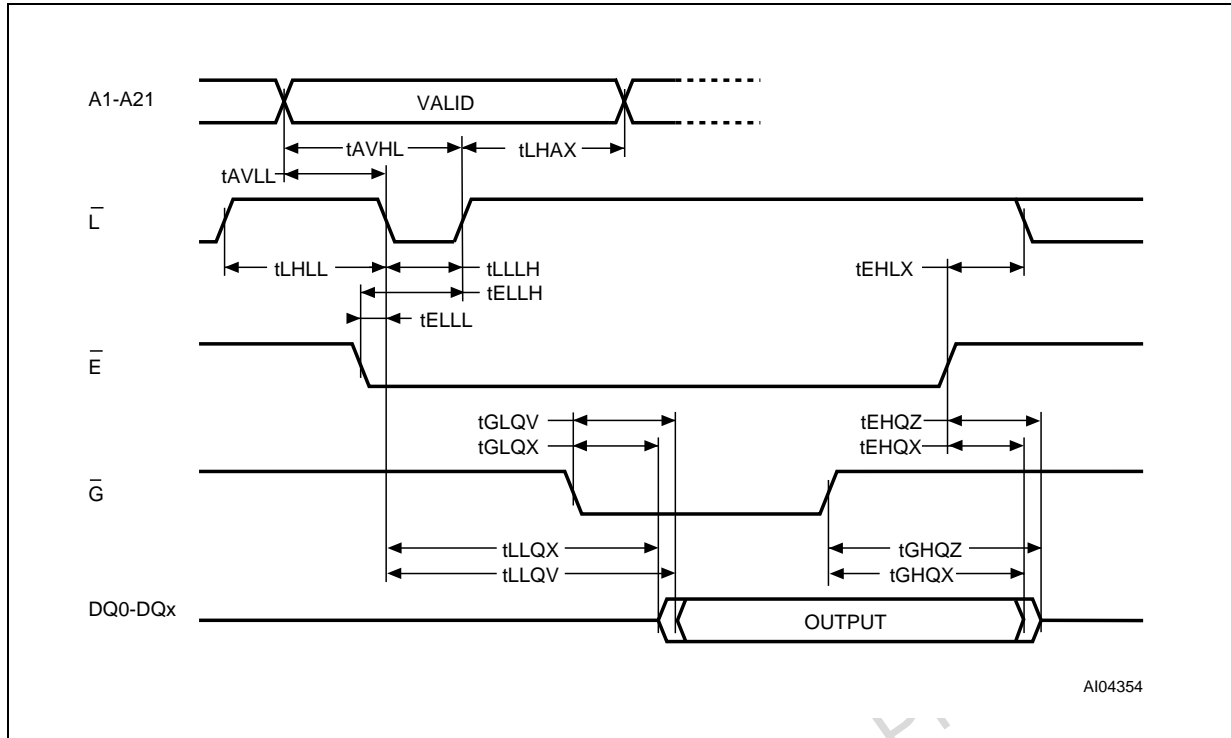 A1-A21
VALID
tAVHL
tLHAX
tAVLL
L̅
tLHLL
tLLLH
tEHLX
tELLH
tELLL
E̅
tGLQV
tEHQZ
tGLQX
tEHQX
G̅
tLLQX
tGHQZ
tLLQV
tGHQX
DQ0-DQx
OUTPUT
AI04354